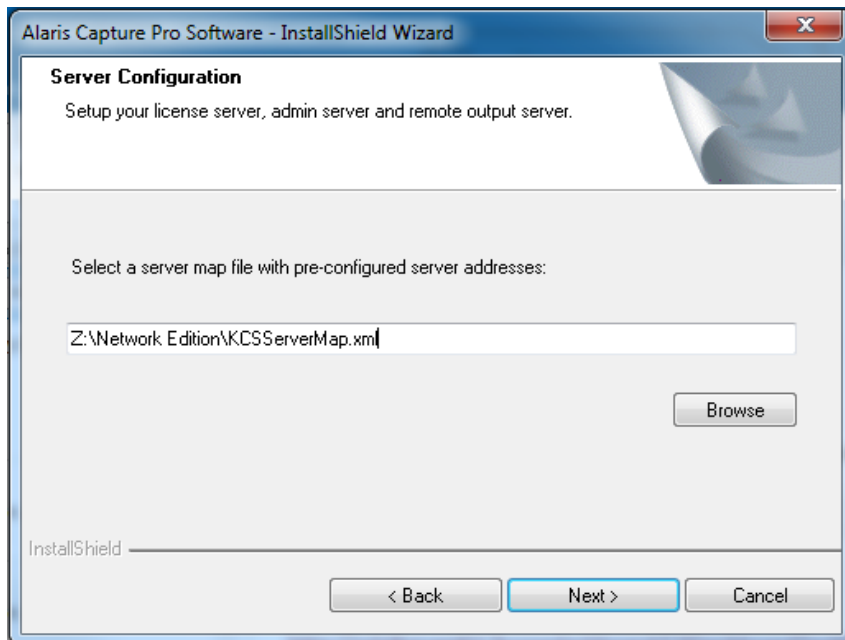 Alaris Capture Pro Software - InstallShield Wizard
Server Configuration
Setup your license server, admin server and remote output server.
Select a server map file with pre-configured server addresses:
Z:\Network Edition\KCSServerMap.xml
Browse
InstallShield
< Back
Next >
Cancel